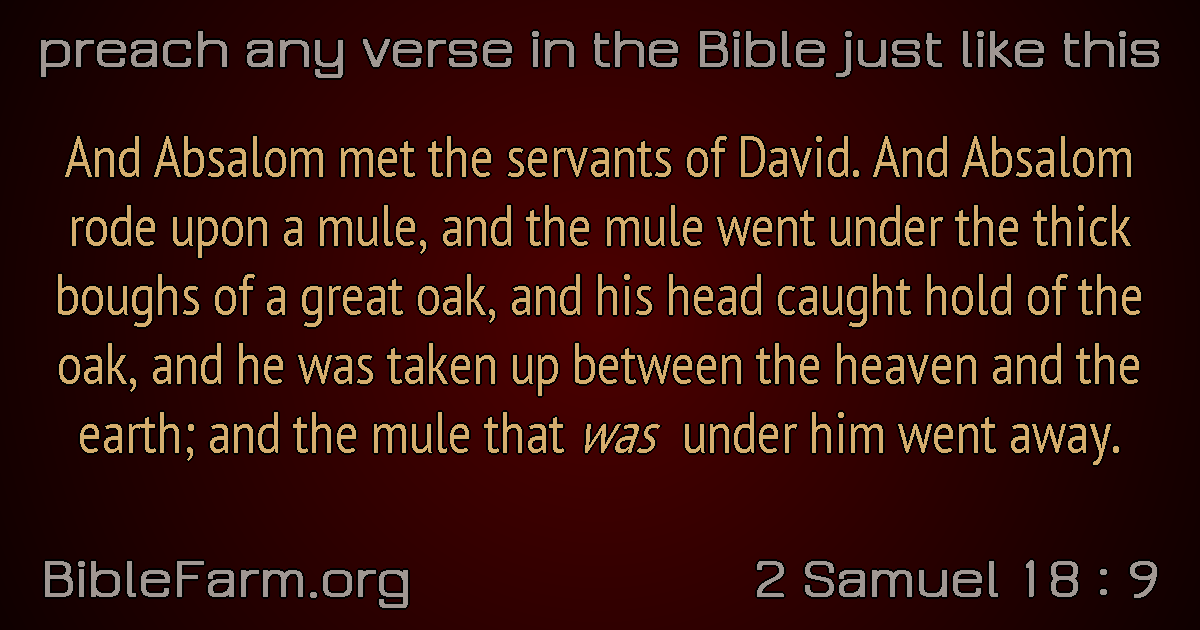 preach any verse in the Bible just like this
And Absalom met the servants of David. And Absalom
rode upon a mule, and the mule went under the thick
boughs of a great oak, and his head caught hold of the
oak, and he was taken up between the heaven and the
earth; and the mule that was under him went away.
BibleFarm.org
2 Samuel 18 : 9